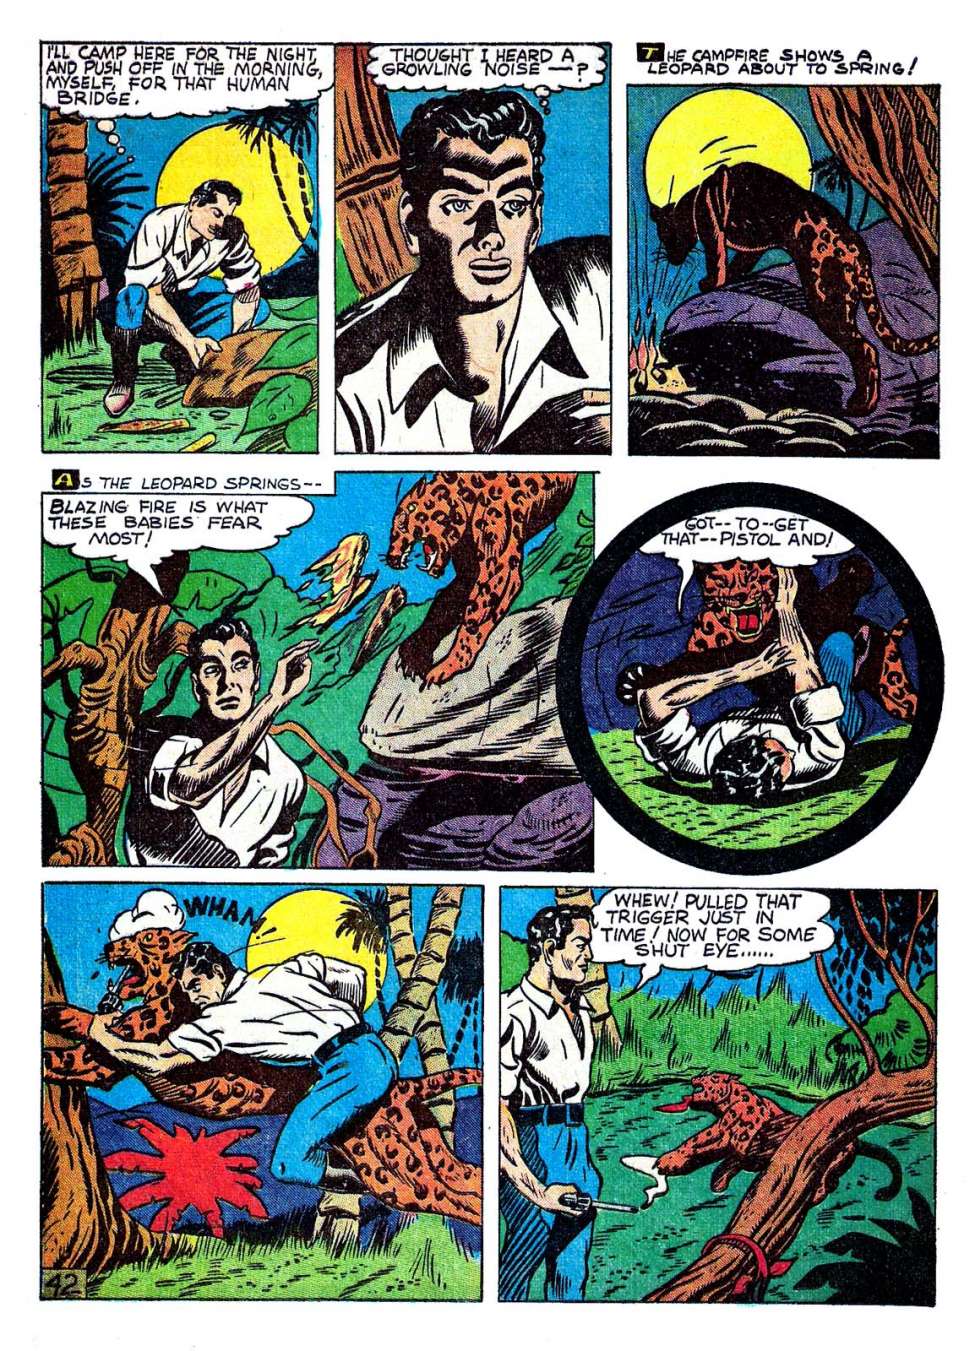 I'LL CAMP HERE FOR THE NIGHT,
AND PUSH OFF IN THE MORNING,
MYSELF, FOR THAT HUMAN
BRIDGE.
THOUGHT I HEARD A
GROWLING NOISE —?
THE CAMPFIRE SHOWS A
LEOPARD ABOUT TO SPRING!
AS THE LEOPARD SPRINGS--
BLAZING FIRE IS WHAT
THESE BABIES FEAR
MOST!
GOT-- TO --GET
THAT-- PISTOL AND!
WHAM
WHEW! PULLED THAT
TRIGGER JUST IN
TIME! NOW FOR SOME
SHUT EYE......
42